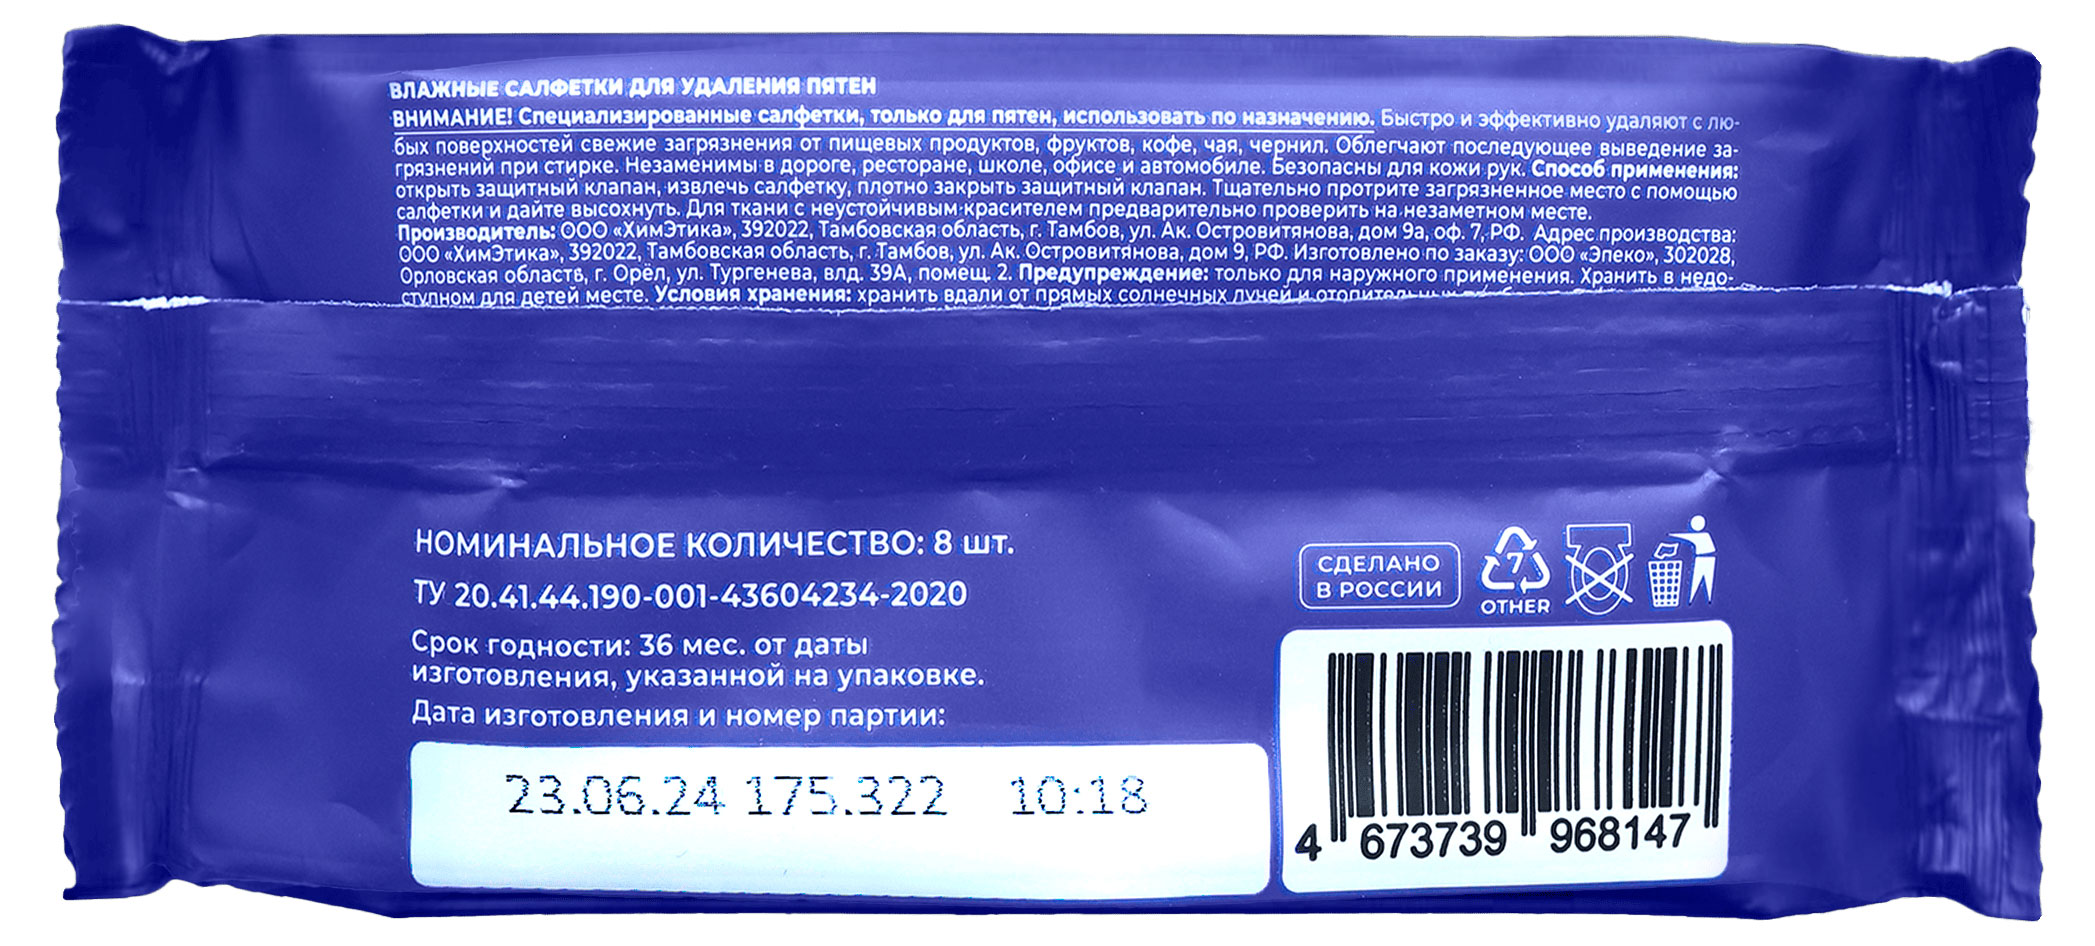 ВЛАЖНЫЕ САЛФЕТКИ ДЛЯ УДАЛЕНИЯ ПЯТЕН
ВНИМАНИЕ! Специализированные салфетки, только для пятен, использовать по назначению. Быстро и эффективно удаляют с лю-
бых поверхностей свежие загрязнения от пищевых продуктов, фруктов, кофе, чая, чернил. Облегчают последующее выведение за-
грязнений при стирке. Незаменимы в дороге, ресторане, школе, офисе и автомобиле. Безопасны для кожи рук. Способ применения:
открыть защитный клапан, извлечь салфетку, плотно закрыть защитный клапан. Тщательно протрите загрязненное место с помощью
салфетки и дайте высохнуть. Для ткани с неустойчивым красителем предварительно проверить на незаметном месте.
Производитель: ООО «ХимЭтика», 392022, Тамбовская область, г. Тамбов, ул. Ак. Островитянова, дом 9а, оф. 7, РФ. Адрес производства:
ООО «ХимЭтика», 392022, Тамбовская область, г. Тамбов, ул. Ак. Островитянова, дом 9, РФ. Изготовлено по заказу: ООО «Эпеко», 302028,
Орловская область, г. Орёл, ул. Тургенева, влд. 39А, помещ. 2. Предупреждение: только для наружного применения. Хранить в недо-
ступном для детей месте. Условия хранения: хранить вдали от прямых солнечных лучей и отопительных
НОМИНАЛЬНОЕ КОЛИЧЕСТВО: 8 шт.
ТУ 20.41.44.190-001-43604234-2020
Срок годности: 36 мес. от даты
изготовления, указанной на упаковке.
Дата изготовления и номер партии:
23.06.24 175.322 10:18
СДЕЛАНО
В РОССИИ
7
OTHER
4 673739 968147